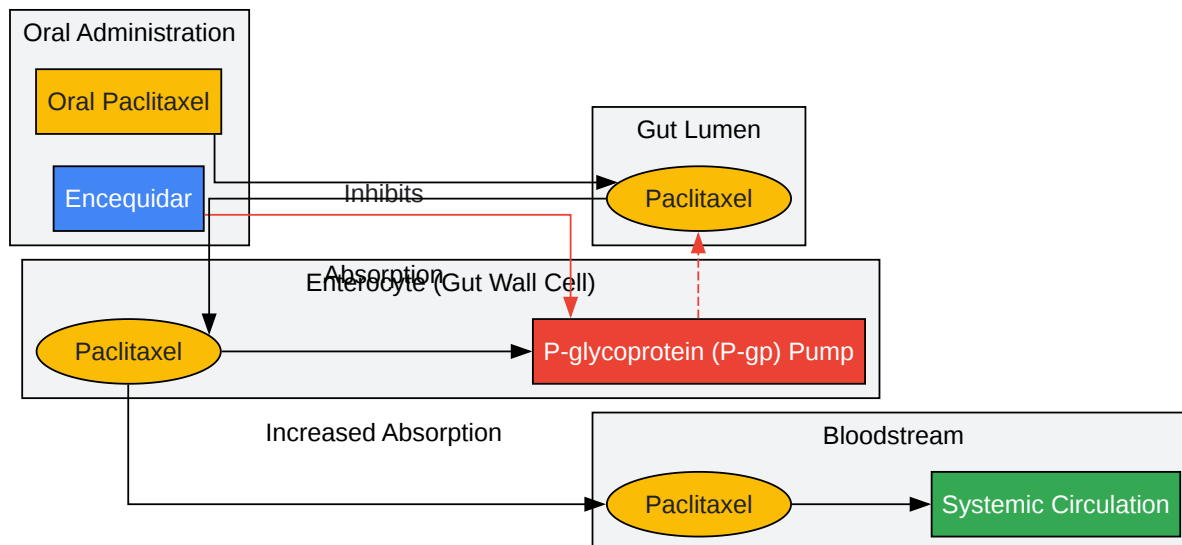 Oral Administration
Oral Paclitaxel
Encequidar
Gut Lumen
Paclitaxel
Inhibits
Absorption
Enterocyte (Gut Wall Cell)
Paclitaxel
P-glycoprotein (P-gp) Pump
Increased Absorption
Bloodstream
Paclitaxel
Systemic Circulation